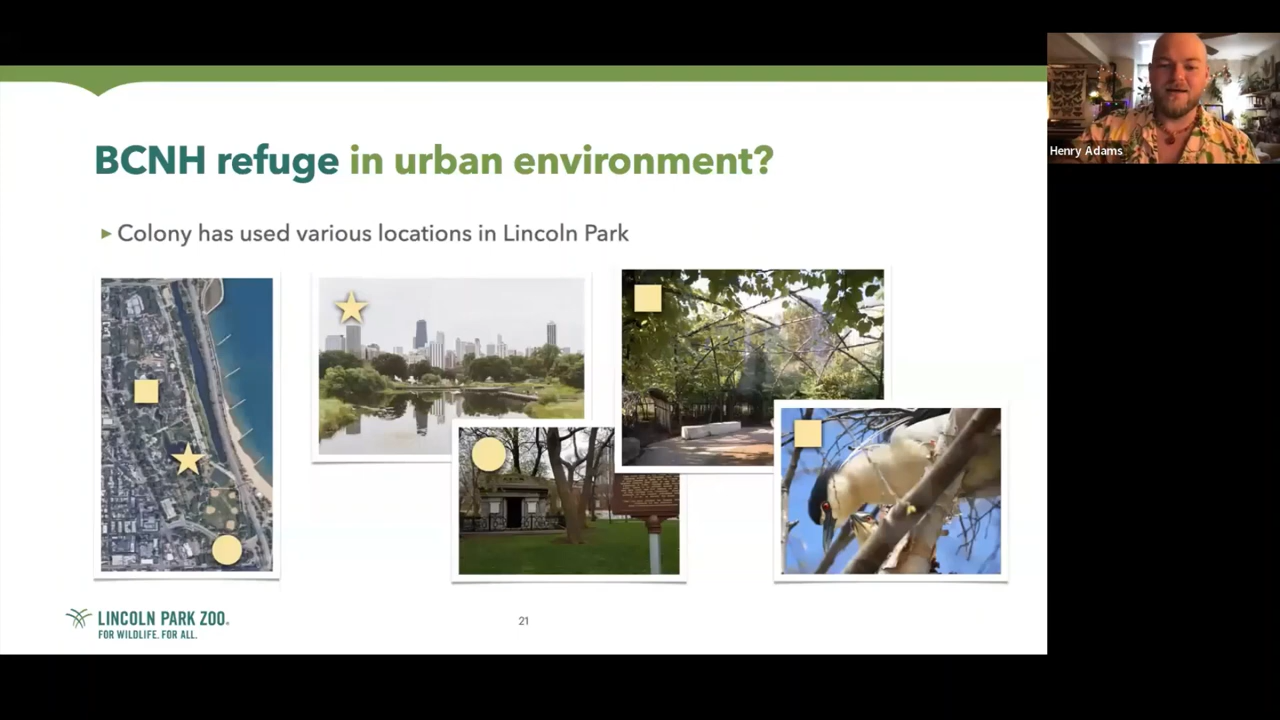 BCNH refuge in urban environment?
▸ Colony has used various locations in Lincoln Park
LINCOLN PARK ZOO®
FOR WILDLIFE. FOR ALL.
21
Henry Adams